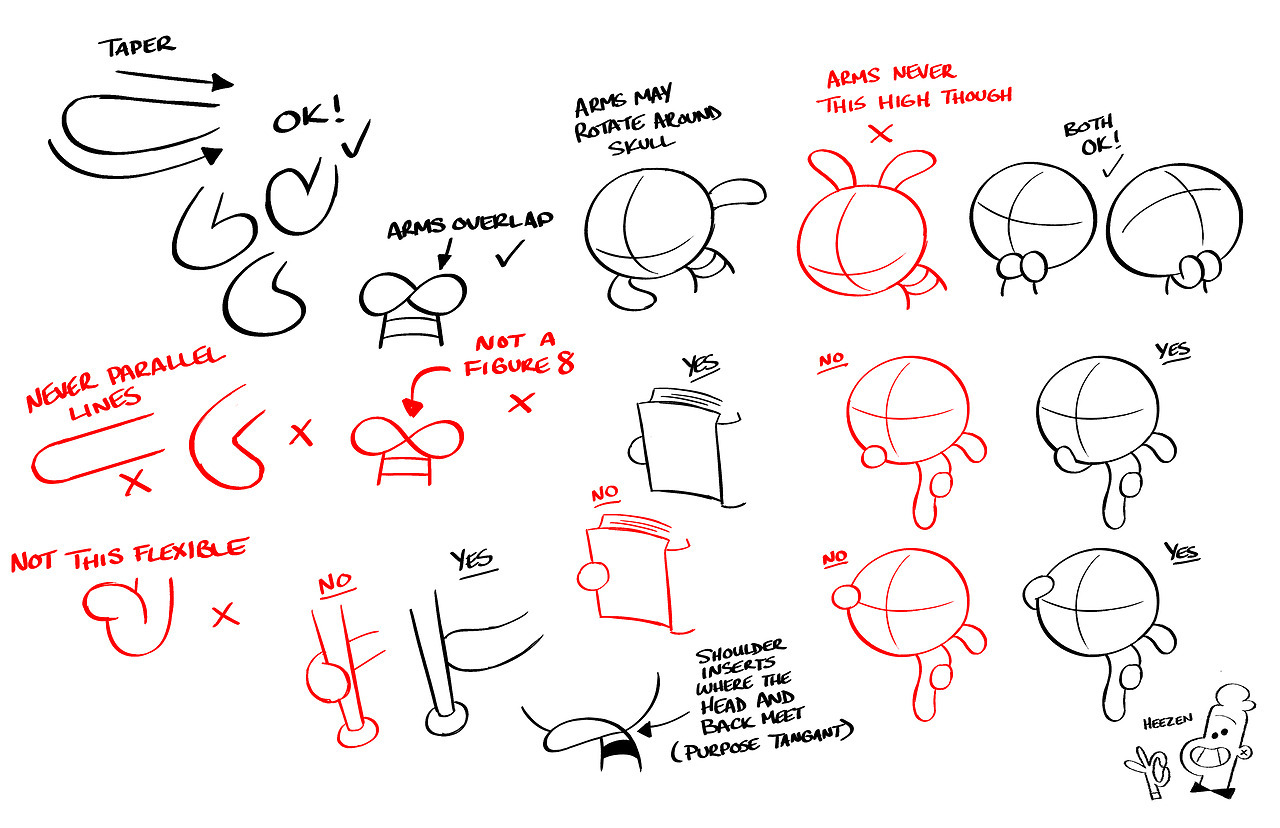 TAPER
OK!
ARMS OVERLAP
NEVER PARALLEL
LINES
NOT A
FIGURE 8
NOT THIS FLEXIBLE
NO
YES
ARMS MAY
ROTATE AROUND
SKULL
ARMS NEVER
THIS HIGH THOUGH
BOTH
OK!
YES
NO
NO
YES
NO
YES
SHOULDER
INSERTS
WHERE THE
HEAD AND
BACK MEET
(PURPOSE TANGANT)
HEEZEN